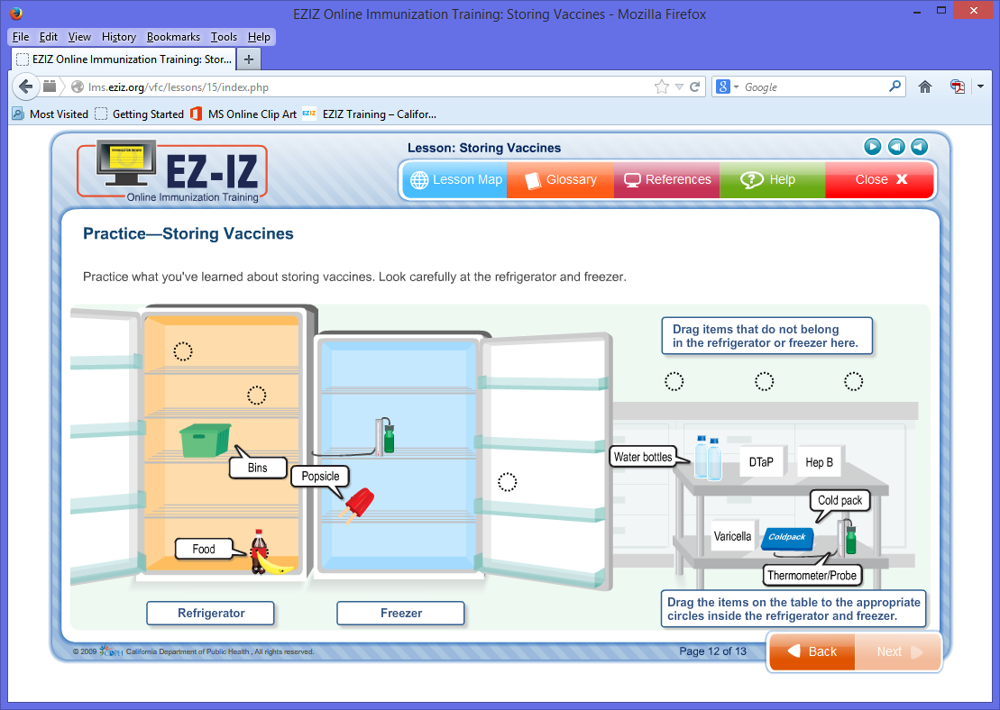 EZIZ Online Immunization Training: Storing Vaccines - Mozilla Firefox
File Edit View History Bookmarks Tools Help
EZIZ Online Immunization Training: Stor...
lms.eziz.org/vfc/lessons/15/index.php
Google
Most Visited Getting Started MS Online Clip Art EZIZ EZIZ Training – Califor...
EZ-IZ
Online Immunization Training
Lesson: Storing Vaccines
Lesson Map Glossary References Help Close X
Practice—Storing Vaccines
Practice what you've learned about storing vaccines. Look carefully at the refrigerator and freezer.
Drag items that do not belong
in the refrigerator or freezer here.
Bins
Popsicle
Food
Water bottles
DTaP
Hep B
Cold pack
Varicella
Coldpack
Thermometer/Probe
Refrigerator
Freezer
Drag the items on the table to the appropriate
circles inside the refrigerator and freezer.
© 2009 CDPH California Department of Public Health , All rights reserved.
Page 12 of 13
Back
Next